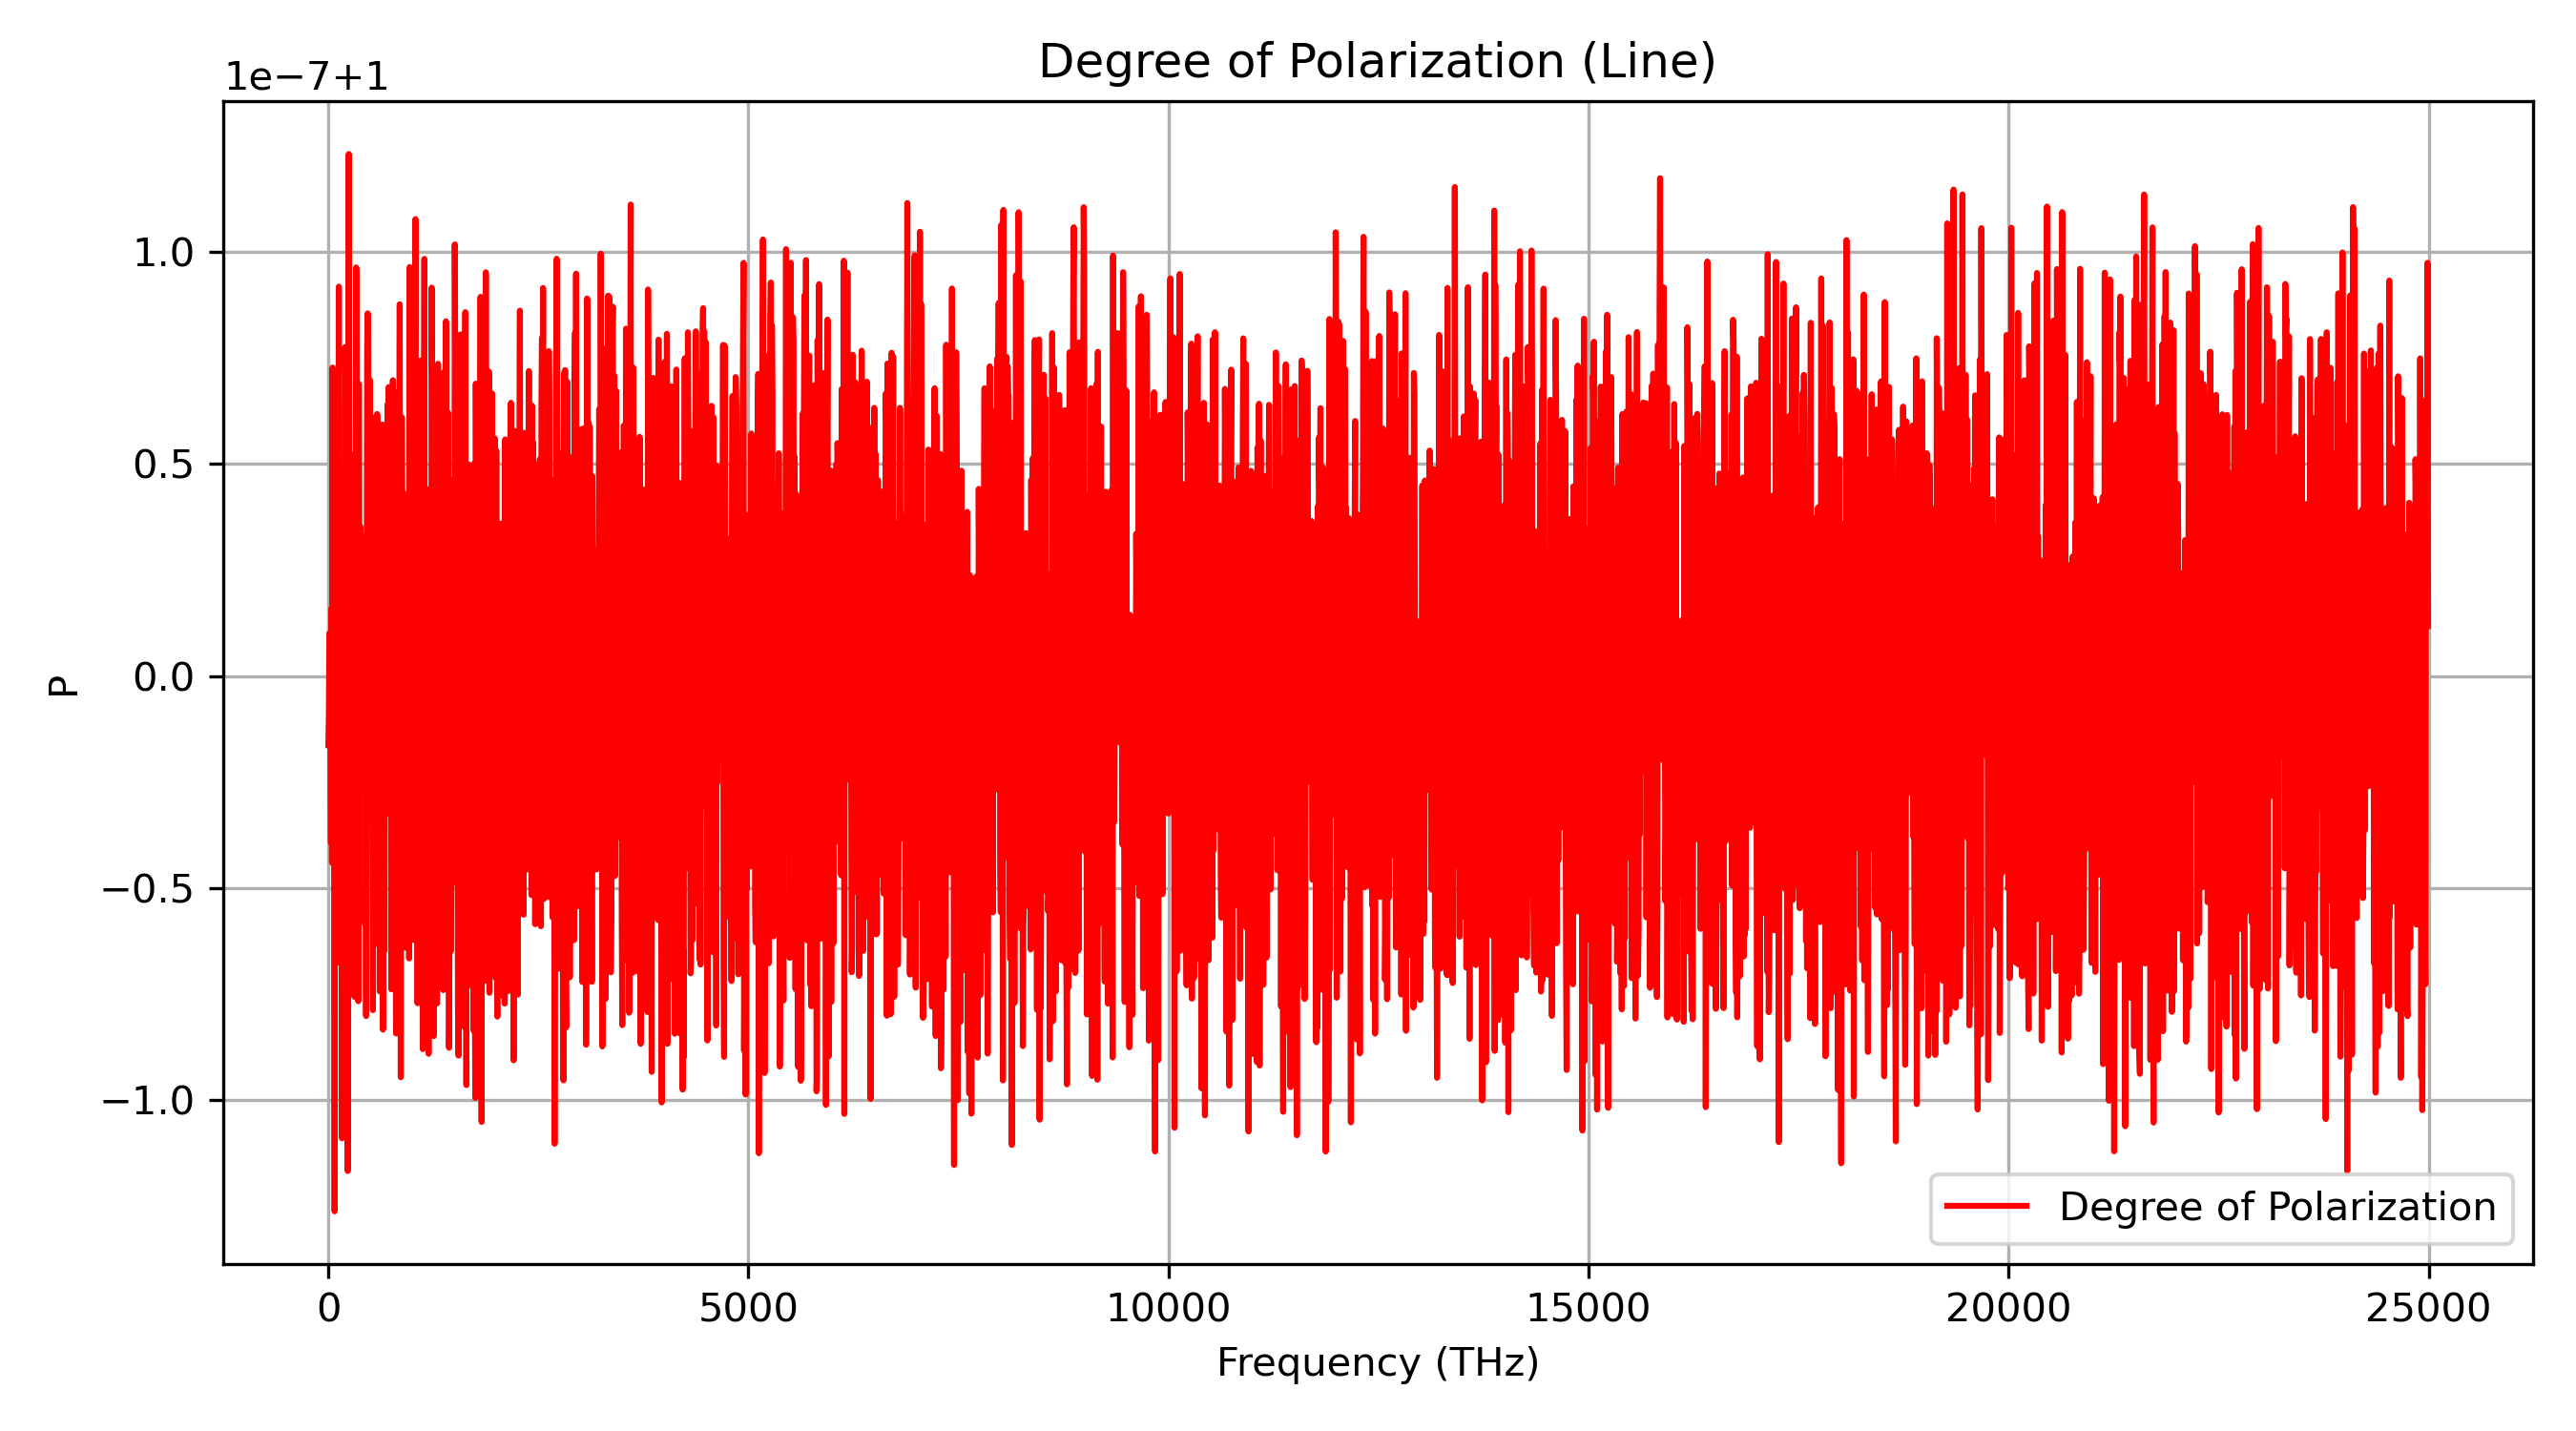 Degree of Polarization (Line)
1e−7+1
1.0
0.5
0.0
−0.5
−1.0
P
Degree of Polarization
0 5000 10000 15000 20000 25000
Frequency (THz)